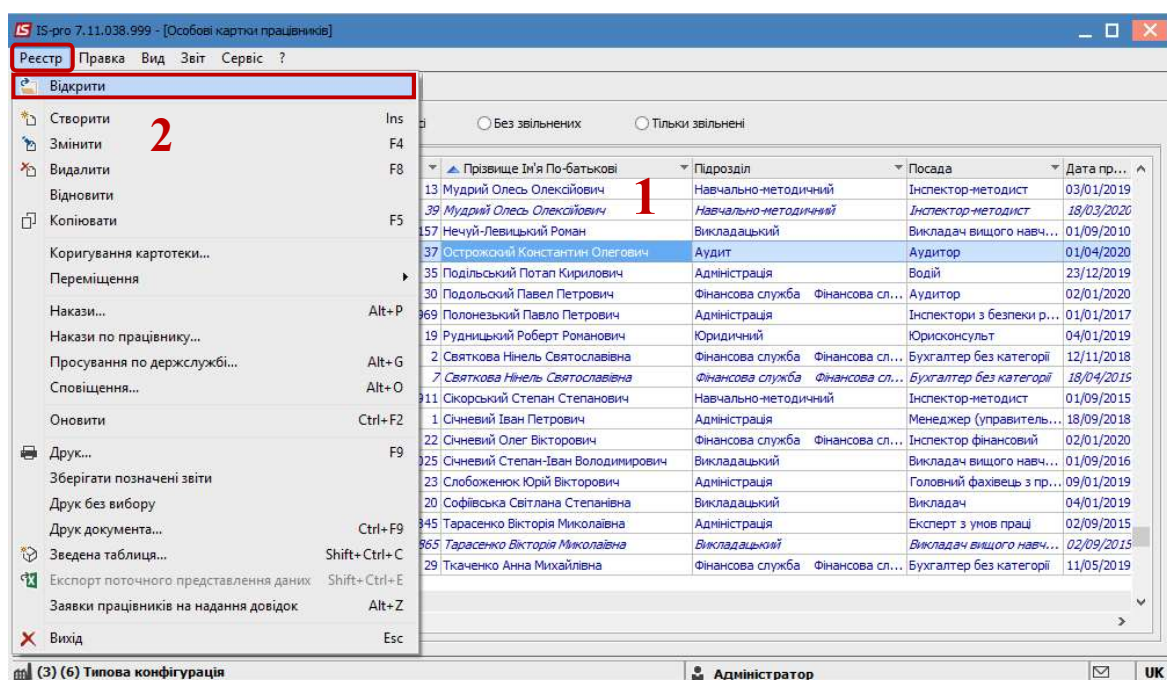 IS-pro 7.11.038.999 - [Особові картки працівників]
Реєстр Правка Вид Звіт Сервіс ?
Відкрити
Створити Ins
Змінити F4
Видалити F8
Відновити
Копіювати F5
Коригування картотеки...
Переміщення
Накази... Alt+P
Накази по працівнику...
Просування по держслужбі... Alt+G
Сповіщення... Alt+O
Оновити Ctrl+F2
Друк... F9
Зберігати позначені звіти
Друк без вибору
Друк документа... Ctrl+F9
Зведена таблиця... Shift+Ctrl+C
Експорт поточного представлення даних Shift+Ctrl+E
Заявки працівників на надання довідок Alt+Z
Вихід Esc
2
Без звільнених Тільки звільнені
1
Прізвище Ім'я По-батькові Підрозділ Посада Дата пр...
13 Мудрий Олесь Олексійович Навчально-методичний Інспектор-методист 03/01/2019
39 Мудрий Олесь Олексійович Навчально-методичний Інспектор-методист 18/03/2020
157 Нечуй-Левицький Роман Викладацький Викладач вищого навч... 01/09/2010
37 Острожский Константин Олегович Аудит Аудитор 01/04/2020
35 Подільський Потап Кирилович Адміністрація Водій 23/12/2019
30 Подольский Павел Петрович Фінансова служба Фінансова сл... Аудитор 02/01/2020
969 Полонезький Павло Петрович Адміністрація Інспектори з безпеки р... 01/01/2017
19 Рудницький Роберт Романович Юридичний Юрисконсульт 04/01/2019
2 Святкова Нінель Святославівна Фінансова служба Фінансова сл... Бухгалтер без категорії 12/11/2018
7 Святкова Нінель Святославівна Фінансова служба Фінансова сл... Бухгалтер без категорії 18/04/2019
911 Сікорський Степан Степанович Навчально-методичний Інспектор-методист 01/09/2015
1 Січневий Іван Петрович Адміністрація Менеджер (управитель... 18/09/2018
22 Січневий Олег Вікторович Фінансова служба Фінансова сл... Інспектор фінансовий 02/01/2020
025 Січневий Степан-Іван Володимирович Викладацький Викладач вищого навч... 01/09/2016
23 Слобоженюк Юрій Вікторович Адміністрація Головний фахівець з пр... 09/01/2019
20 Софіївська Світлана Степанівна Викладацький Викладач 04/01/2019
345 Тарасенко Вікторія Миколаївна Адміністрація Експерт з умов праці 02/09/2015
865 Тарасенко Вікторія Миколаївна Викладацький Викладач вищого навч... 02/09/2015
29 Ткаченко Анна Михайлівна Фінансова служба Фінансова сл... Бухгалтер без категорії 11/05/2019
(3) (6) Типова конфігурація Адміністратор UK